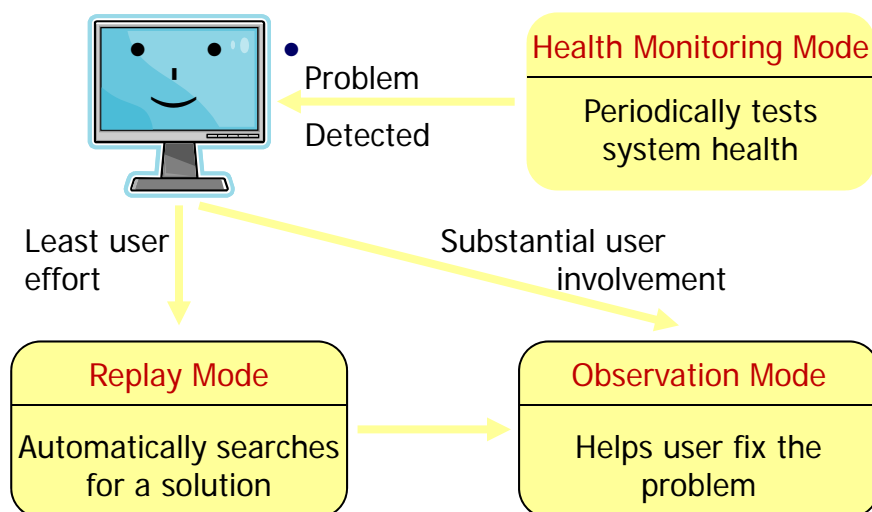 Health Monitoring Mode
Periodically tests
system health
Problem
Detected
Least user
effort
Substantial user
involvement
Replay Mode
Automatically searches
for a solution
Observation Mode
Helps user fix the
problem